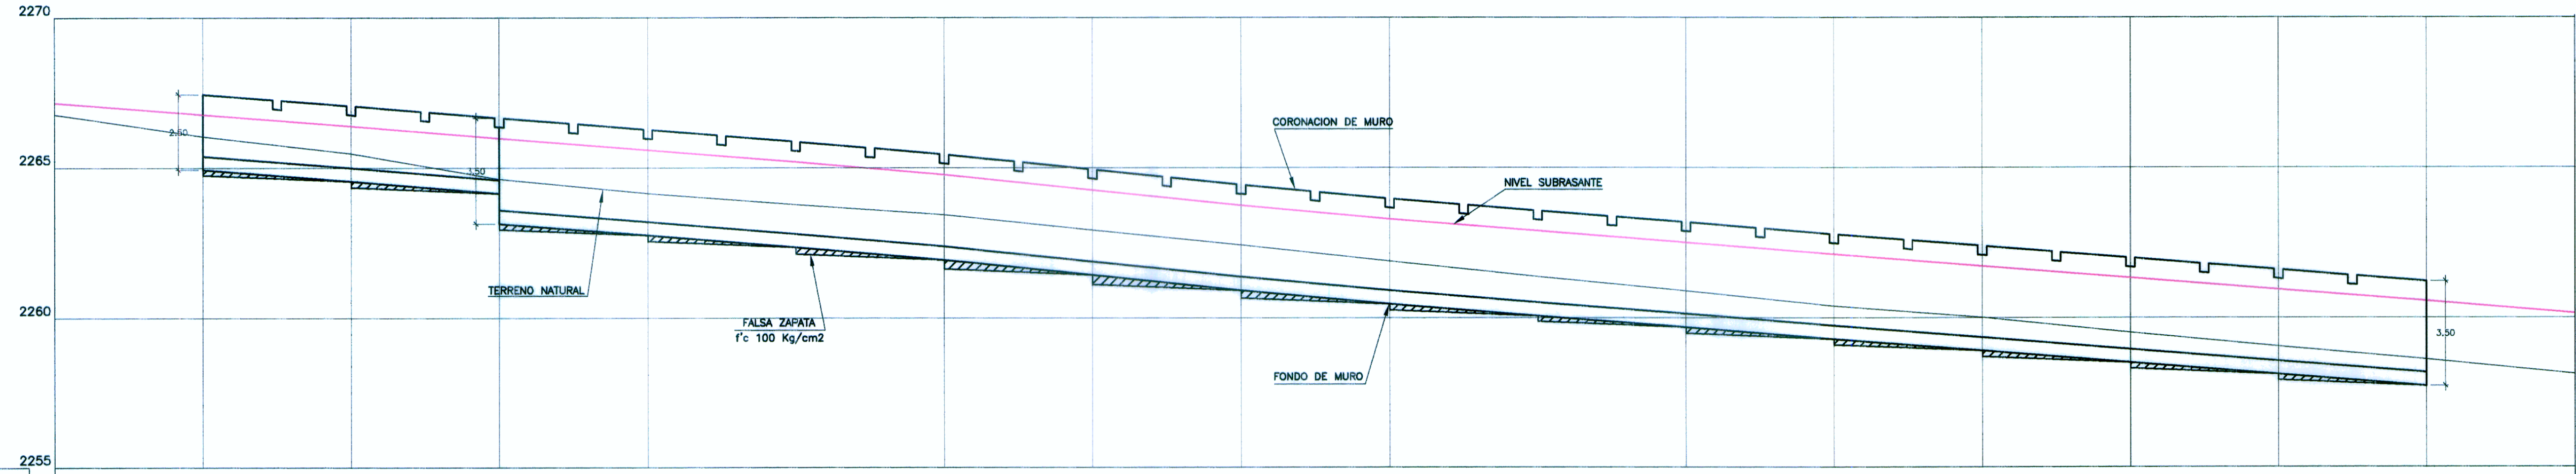 2270
2.50
CORONACION DE MURO
2265
3.50
NIVEL SUBRASANTE
TERRENO NATURAL
2260
FALSA ZAPATA
f'c 100 Kg/cm2
3.50
FONDO DE MURO
2255